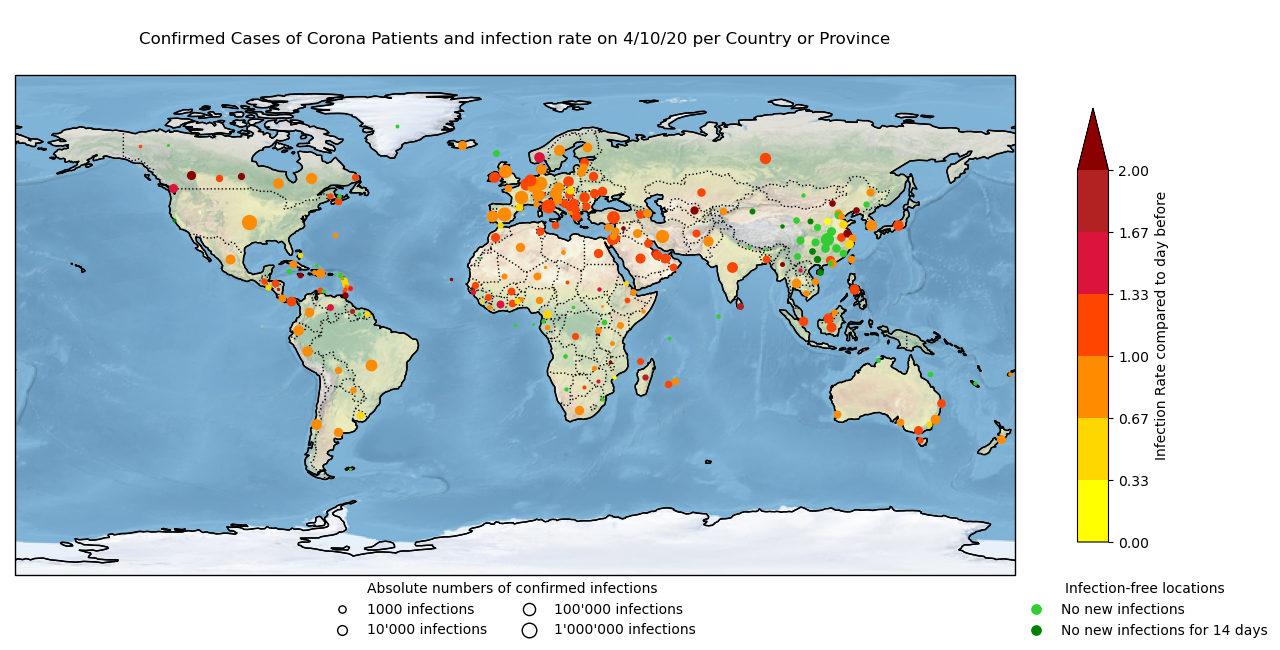 Confirmed Cases of Corona Patients and infection rate on 4/10/20 per Country or Province
2.00
1.67
1.33
1.00
0.67
0.33
0.00
Infection Rate compared to day before
Absolute numbers of confirmed infections
1000 infections
10'000 infections
100'000 infections
1'000'000 infections
Infection-free locations
No new infections
No new infections for 14 days